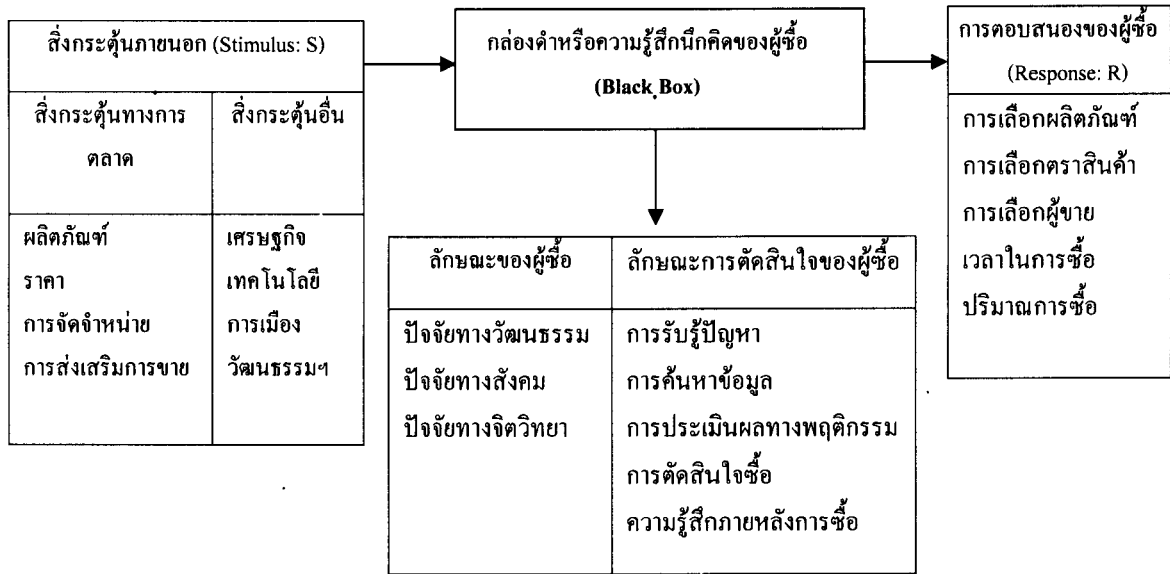 สิ่งกระตุ้นภายนอก (Stimulus: S)
สิ่งกระตุ้นทางการ
ตลาด
สิ่งกระตุ้นอื่น
ผลิตภัณฑ์
ราคา
การจัดจำหน่าย
การส่งเสริมการขาย
เศรษฐกิจ
เทคโนโลยี
การเมือง
วัฒนธรรมฯ
กล่องดำหรือความรู้สึกนึกคิดของผู้ซื้อ
(Black Box)
ลักษณะของผู้ซื้อ
ปัจจัยทางวัฒนธรรม
ปัจจัยทางสังคม
ปัจจัยทางจิตวิทยา
ลักษณะการตัดสินใจของผู้ซื้อ
การรับรู้ปัญหา
การค้นหาข้อมูล
การประเมินผลทางพฤติกรรม
การตัดสินใจซื้อ
ความรู้สึกภายหลังการซื้อ
การตอบสนองของผู้ซื้อ
(Response: R)
การเลือกผลิตภัณฑ์
การเลือกตราสินค้า
การเลือกผู้ขาย
เวลาในการซื้อ
ปริมาณการซื้อ